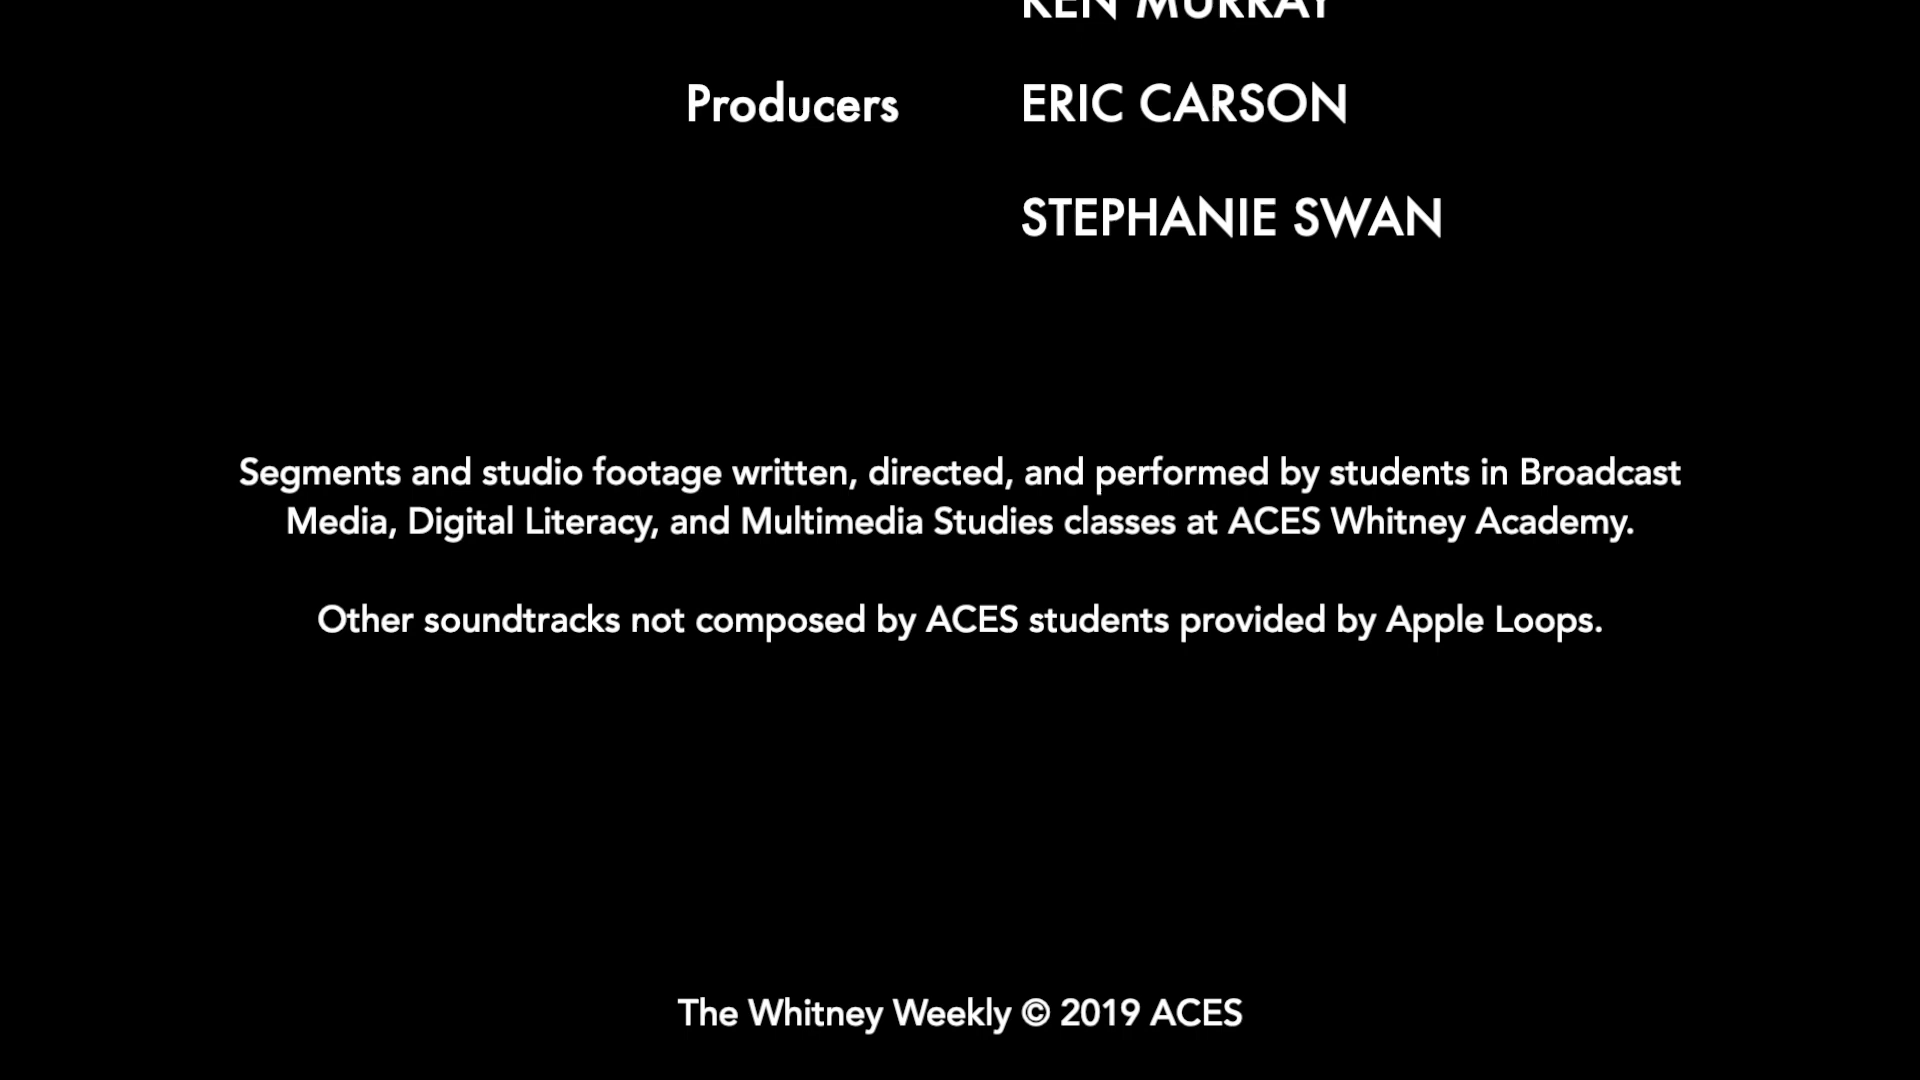 KEN MURRAY
Producers ERIC CARSON
STEPHANIE SWAN
Segments and studio footage written, directed, and performed by students in Broadcast
Media, Digital Literacy, and Multimedia Studies classes at ACES Whitney Academy.
Other soundtracks not composed by ACES students provided by Apple Loops.
The Whitney Weekly © 2019 ACES